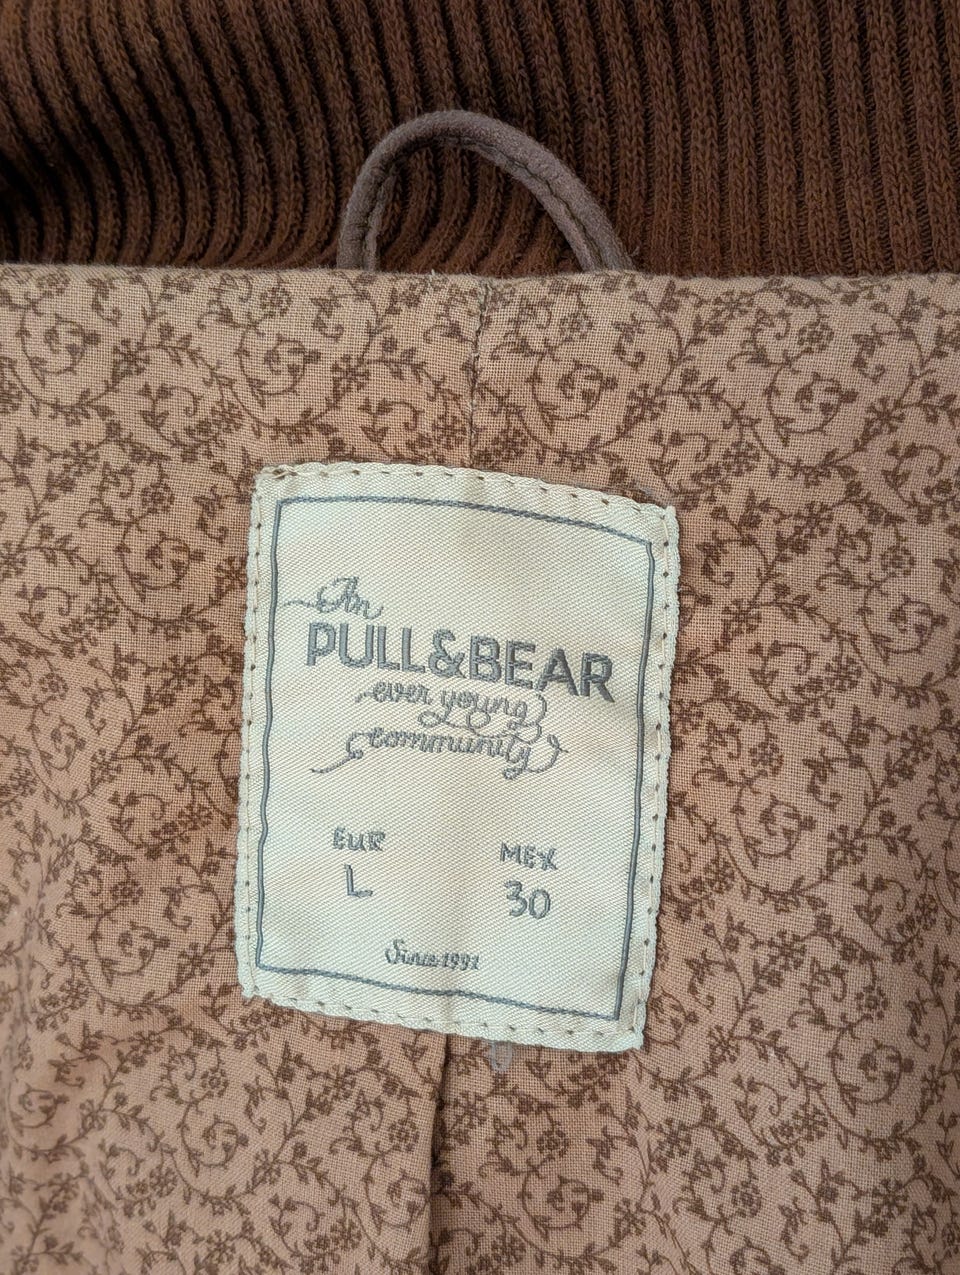 An
PULL&BEAR
ever young
community
EUR MEX
L 30
Since 1991